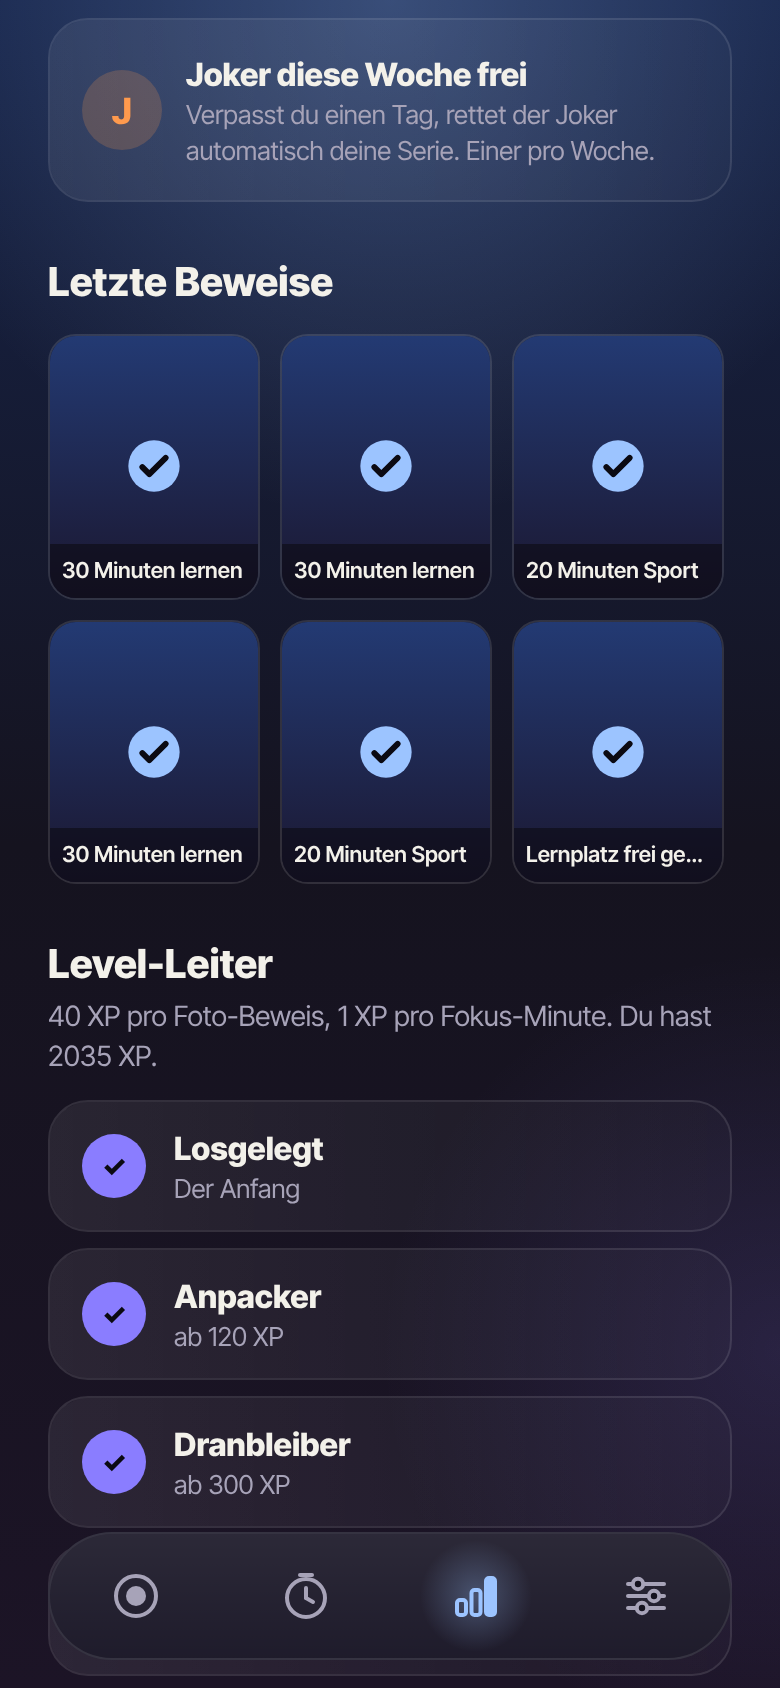 J
Joker diese Woche frei
Verpasst du einen Tag, rettet der Joker
automatisch deine Serie. Einer pro Woche.
Letzte Beweise
30 Minuten lernen
30 Minuten lernen
20 Minuten Sport
30 Minuten lernen
20 Minuten Sport
Lernplatz frei ge...
Level-Leiter
40 XP pro Foto-Beweis, 1 XP pro Fokus-Minute. Du hast
2035 XP.
Losgelegt
Der Anfang
Anpacker
ab 120 XP
Dranbleiber
ab 300 XP